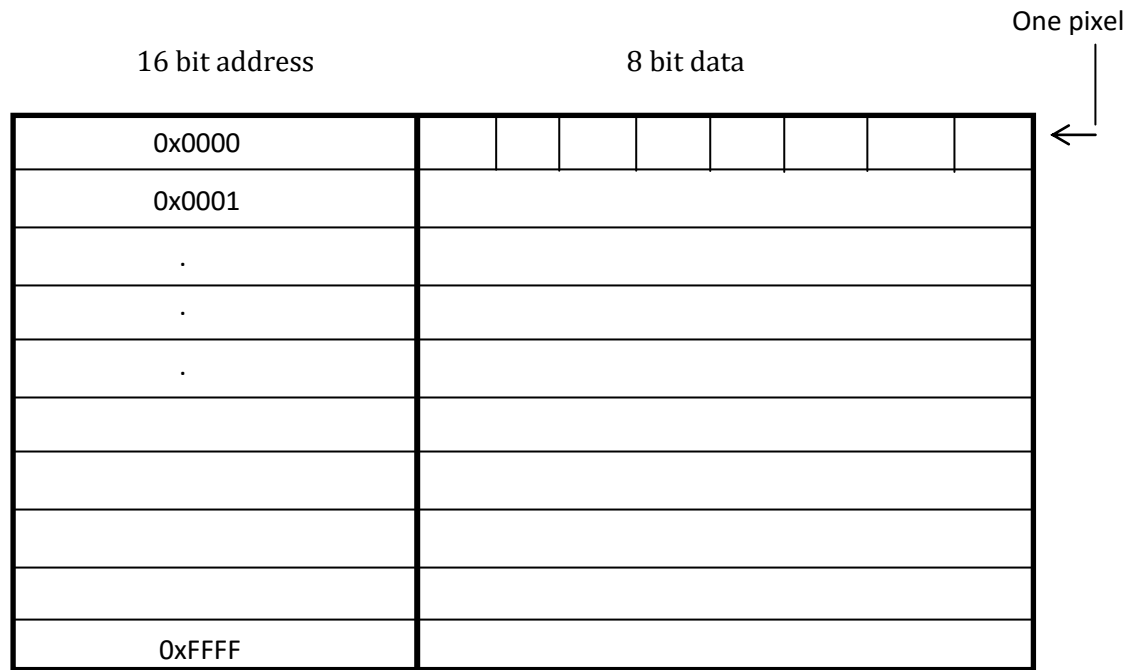 One pixel
16 bit address 8 bit data
0x0000
0x0001
.
.
.
0xFFFF